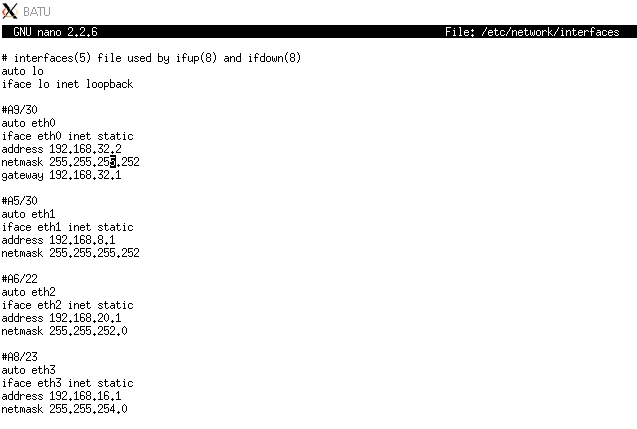 BATU
GNU nano 2.2.6 File: /etc/network/interfaces
# interfaces(5) file used by ifup(8) and ifdown(8)
auto lo
iface lo inet loopback
#A9/30
auto eth0
iface eth0 inet static
address 192.168.32.2
netmask 255.255.255.252
gateway 192.168.32.1
#A5/30
auto eth1
iface eth1 inet static
address 192.168.8.1
netmask 255.255.255.252
#A6/22
auto eth2
iface eth2 inet static
address 192.168.20.1
netmask 255.255.252.0
#A8/23
auto eth3
iface eth3 inet static
address 192.168.16.1
netmask 255.255.254.0